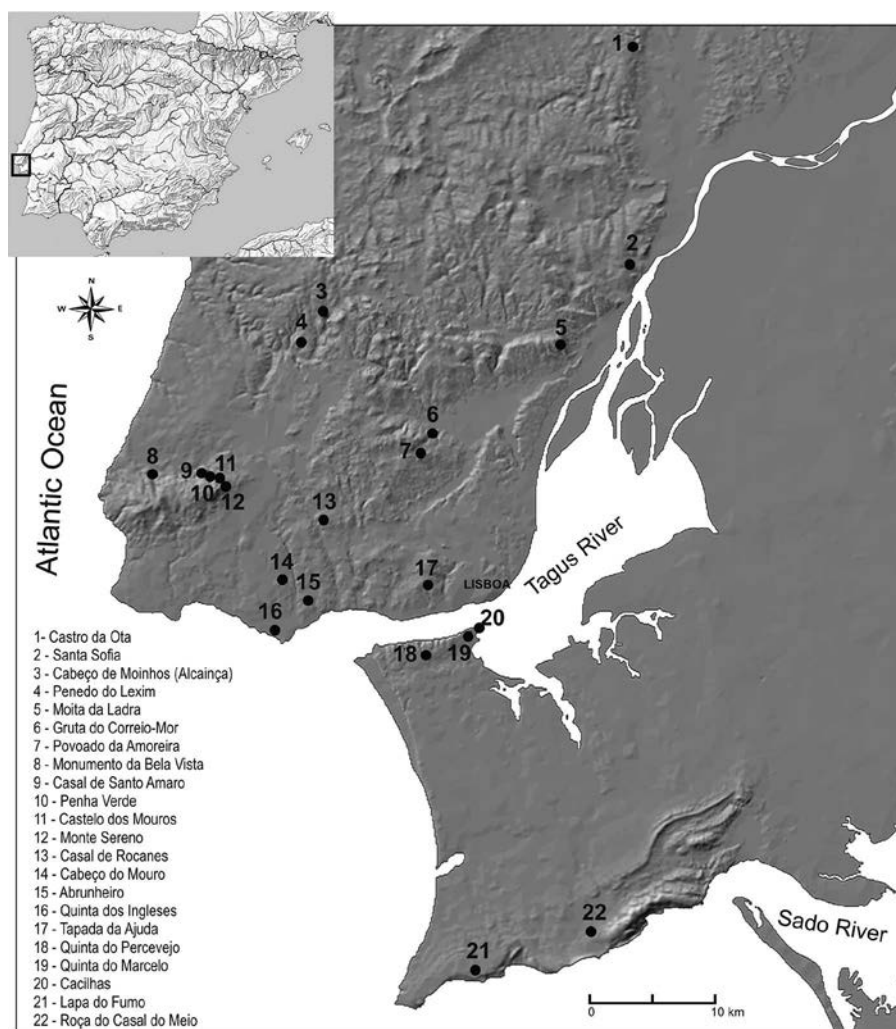 1
2
N
W E
S
3
4
5
6
7
8
9
11
10
12
13
14
15
16
17
LISBOA
Tagus River
Atlantic Ocean
20
19
18
1- Castro da Ota
2 - Santa Sofia
3 - Cabeço de Moinhos (Alcainça)
4 - Penedo do Lexim
5 - Moita da Ladra
6 - Gruta do Correio-Mor
7 - Povoado da Amoreira
8 - Monumento da Bela Vista
9 - Casal de Santo Amaro
10 - Penha Verde
11 - Castelo dos Mouros
12 - Monte Sereno
13 - Casal de Rocanes
14 - Cabeço do Mouro
15 - Abrunheiro
16 - Quinta dos Ingleses
17 - Tapada da Ajuda
18 - Quinta do Percevejo
19 - Quinta do Marcelo
20 - Cacilhas
21 - Lapa do Fumo
22 - Roça do Casal do Meio
22
21
Sado River
0 10 km